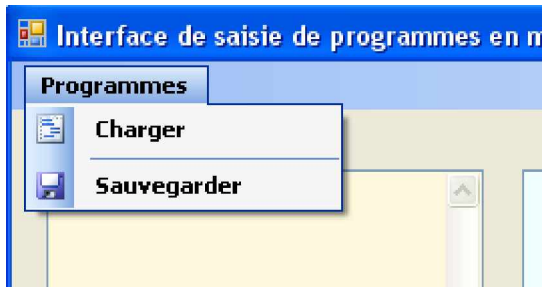 Interface de saisie de programmes en
Programmes
Charger
Sauvegarder